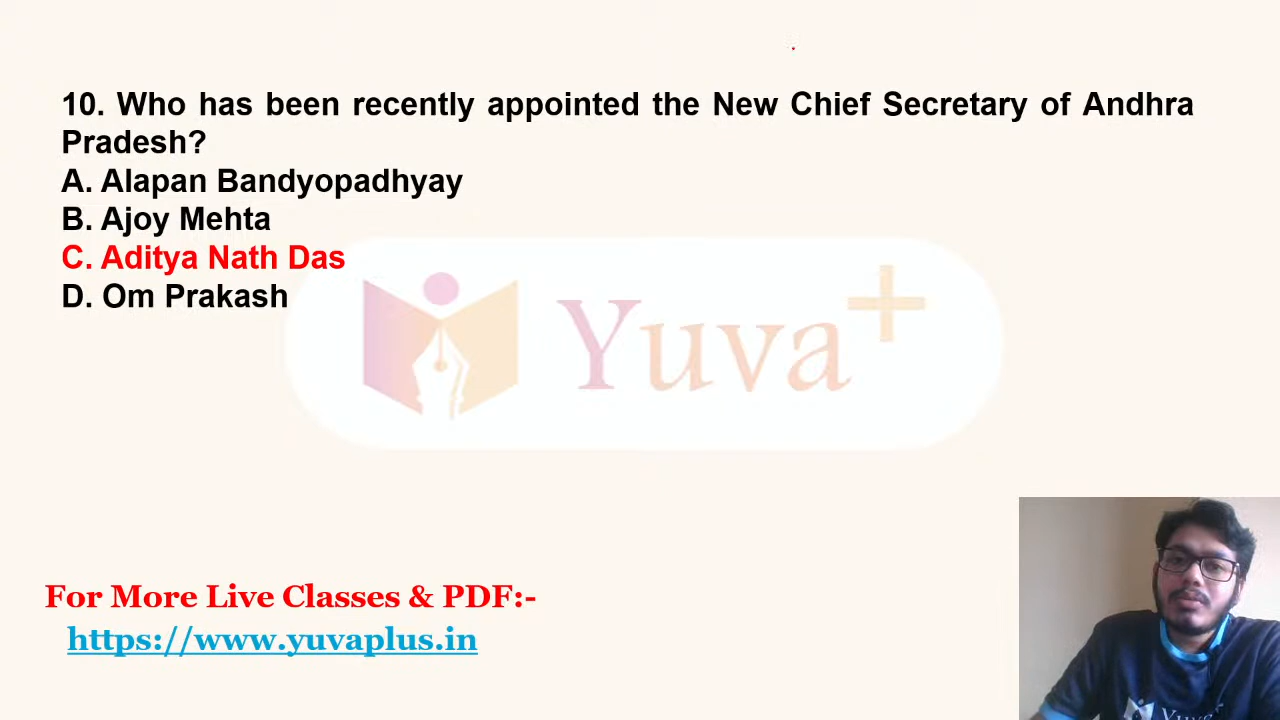 10. Who has been recently appointed the New Chief Secretary of Andhra
Pradesh?
A. Alapan Bandyopadhyay
B. Ajoy Mehta
C. Aditya Nath Das
D. Om Prakash
Yuva+
For More Live Classes & PDF:-
https://www.yuvaplus.in
Yuva+